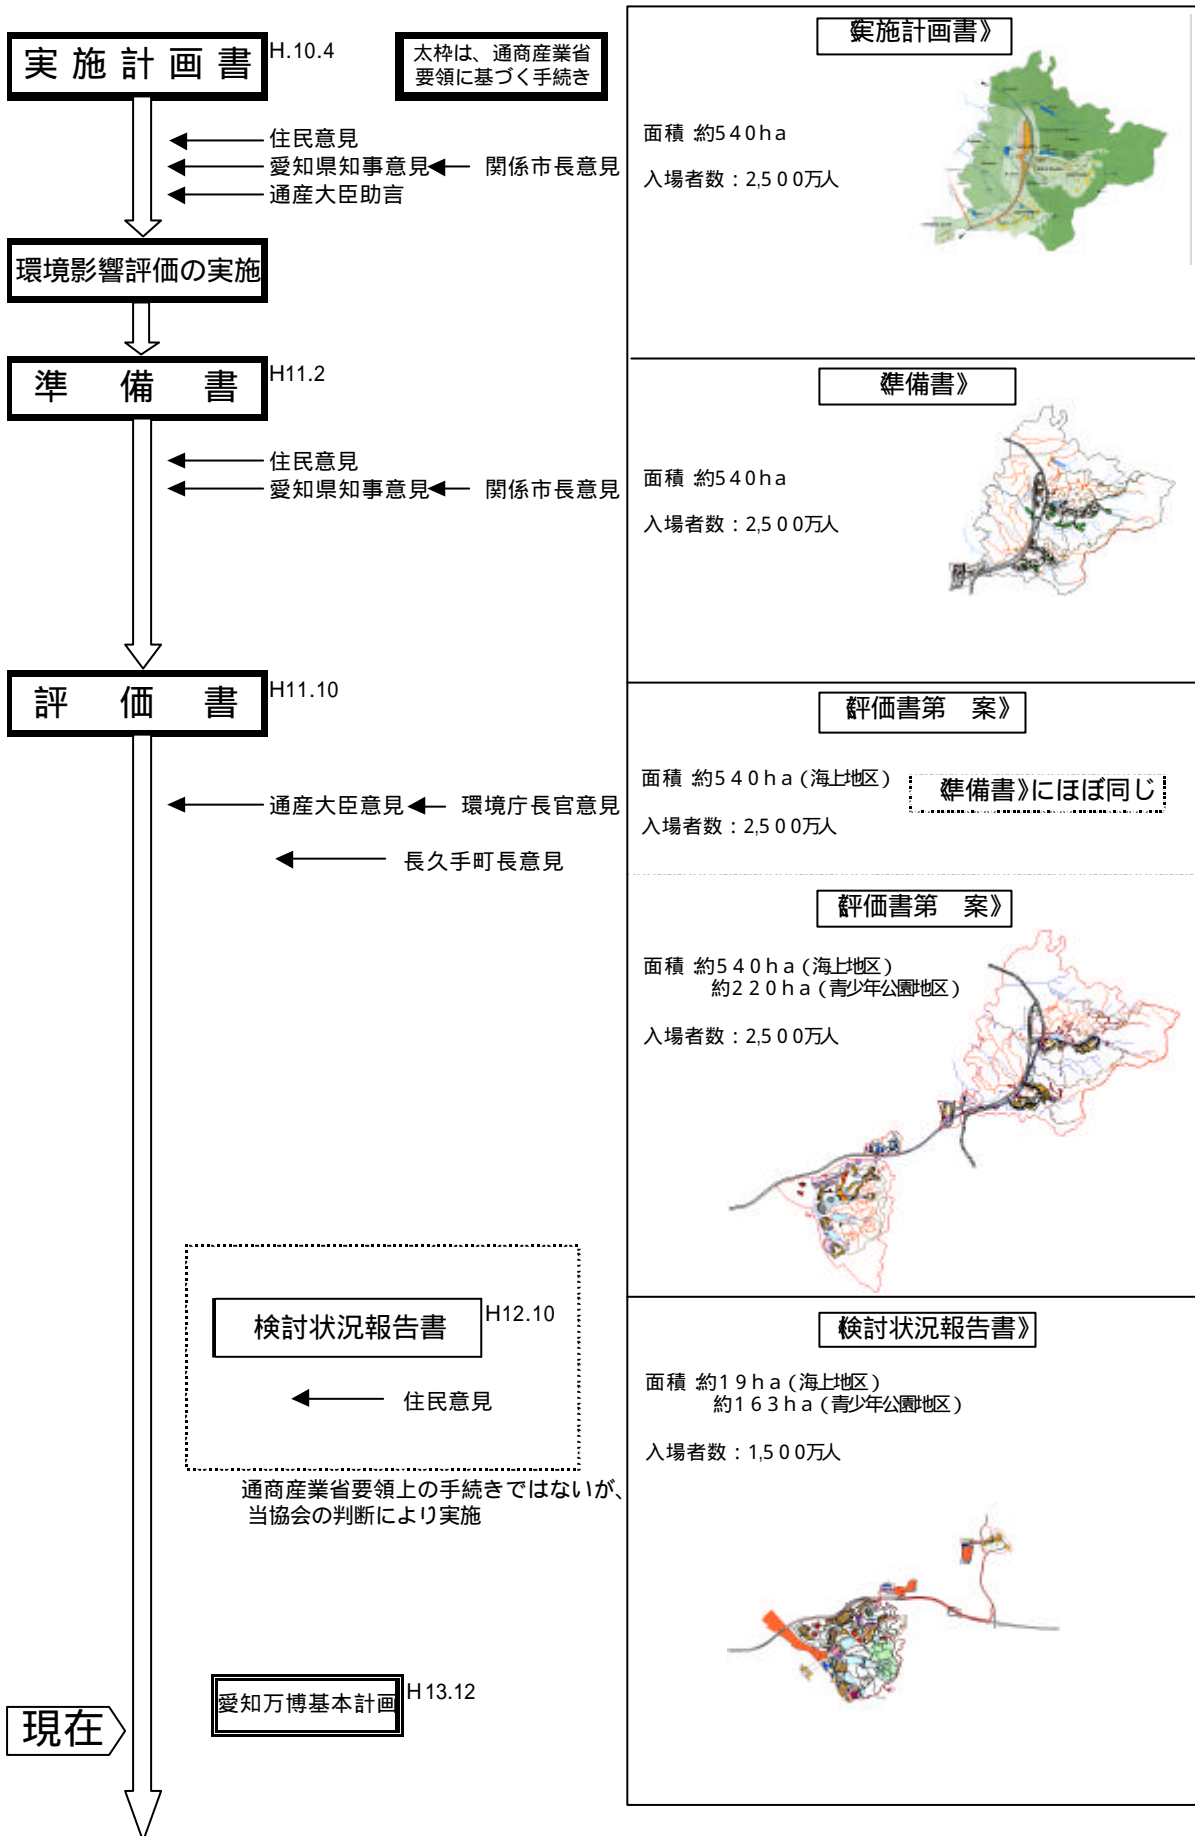 実施計画書
H.10.4
太枠は、通商産業省
要領に基づく手続き
住民意見
愛知県知事意見
関係市長意見
通産大臣助言
環境影響評価の実施
準備書
H11.2
住民意見
愛知県知事意見
関係市長意見
評価書
H11.10
通産大臣意見
環境庁長官意見
長久手町長意見
検討状況報告書
H12.10
住民意見
通商産業省要領上の手続きではないが、
当協会の判断により実施
愛知万博基本計画
H13.12
現在
《実施計画書》
面積:約540ha
入場者数:2,500万人
《準備書》
面積:約540ha
入場者数:2,500万人
《評価書第 案》
面積:約540ha(海上地区)
《準備書》にほぼ同じ
入場者数:2,500万人
《評価書第 案》
面積:約540ha(海上地区)
約220ha(青少年公園地区)
入場者数:2,500万人
《検討状況報告書》
面積:約19ha(海上地区)
約163ha(青少年公園地区)
入場者数:1,500万人